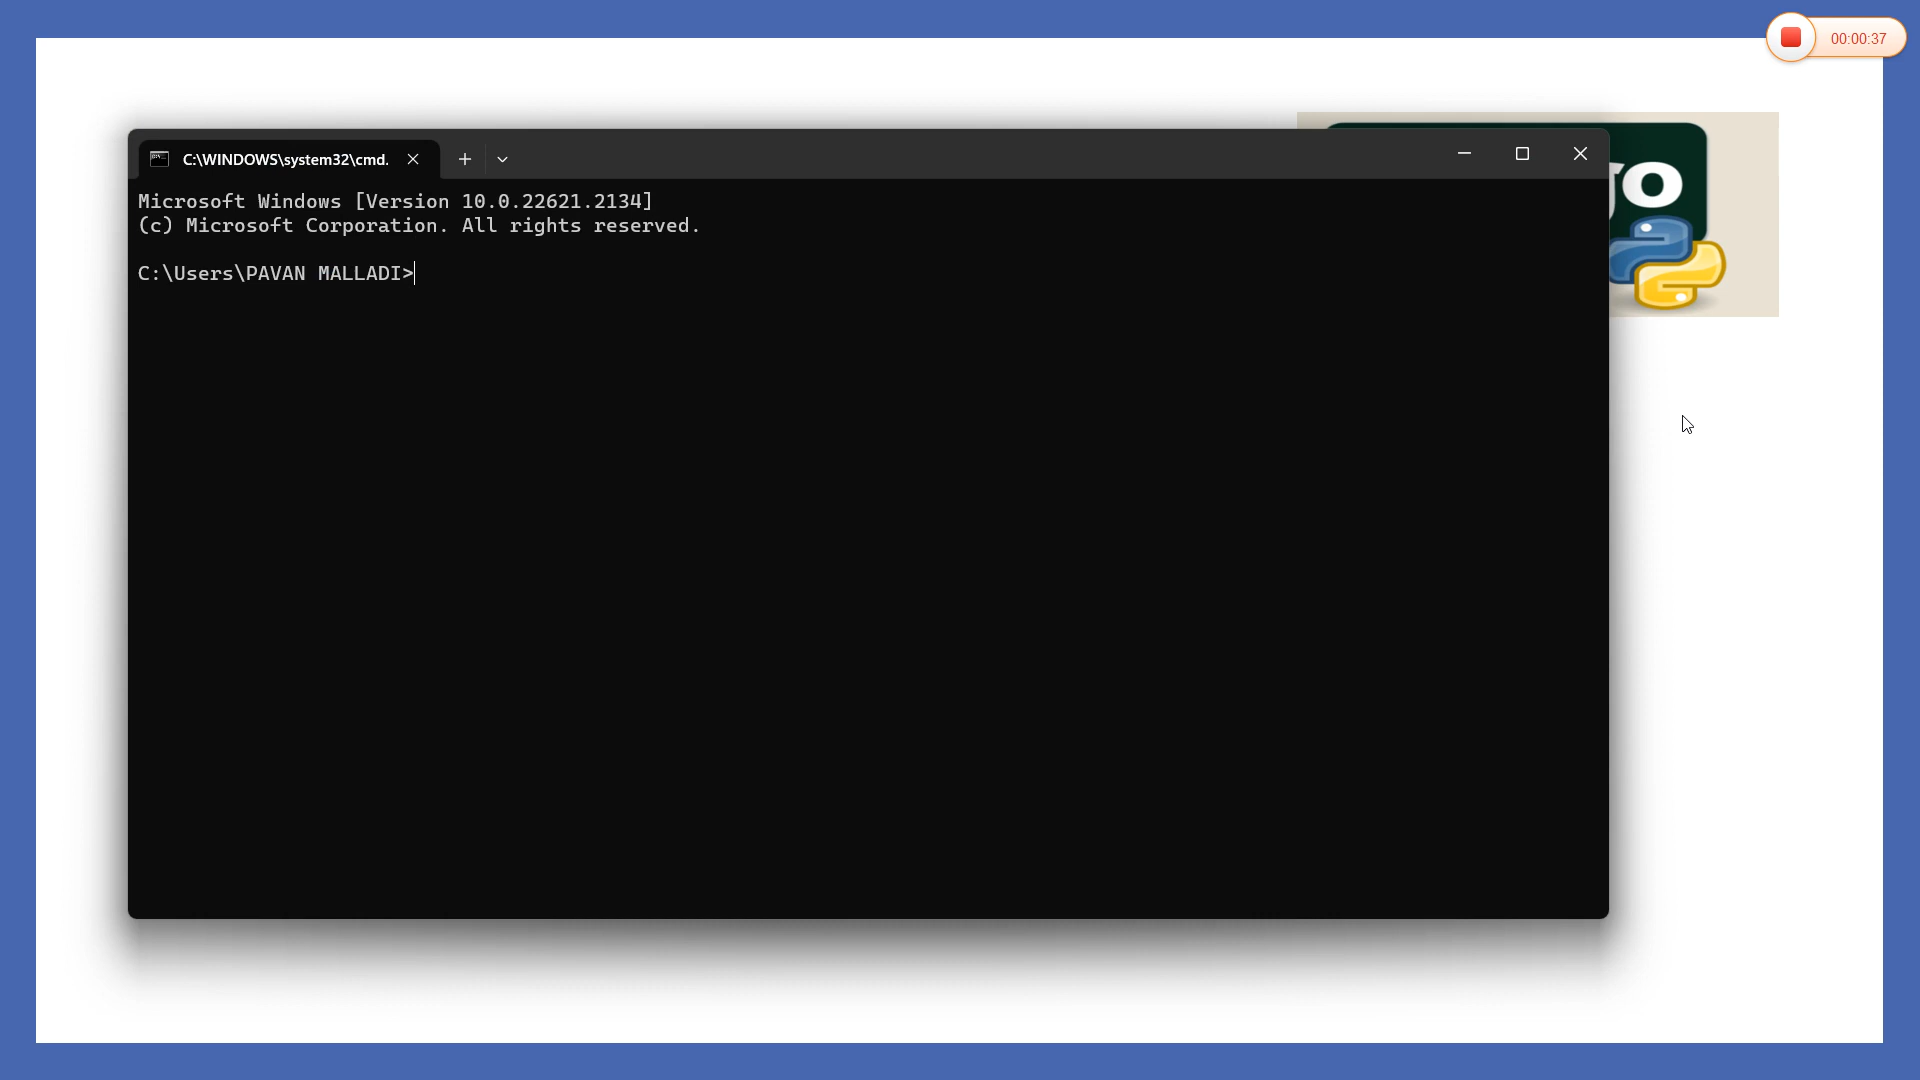 00:00:37
C:\WINDOWS\system32\cmd.
go
Microsoft Windows [Version 10.0.22621.2134]
(c) Microsoft Corporation. All rights reserved.
C:\Users\PAVAN MALLADI>